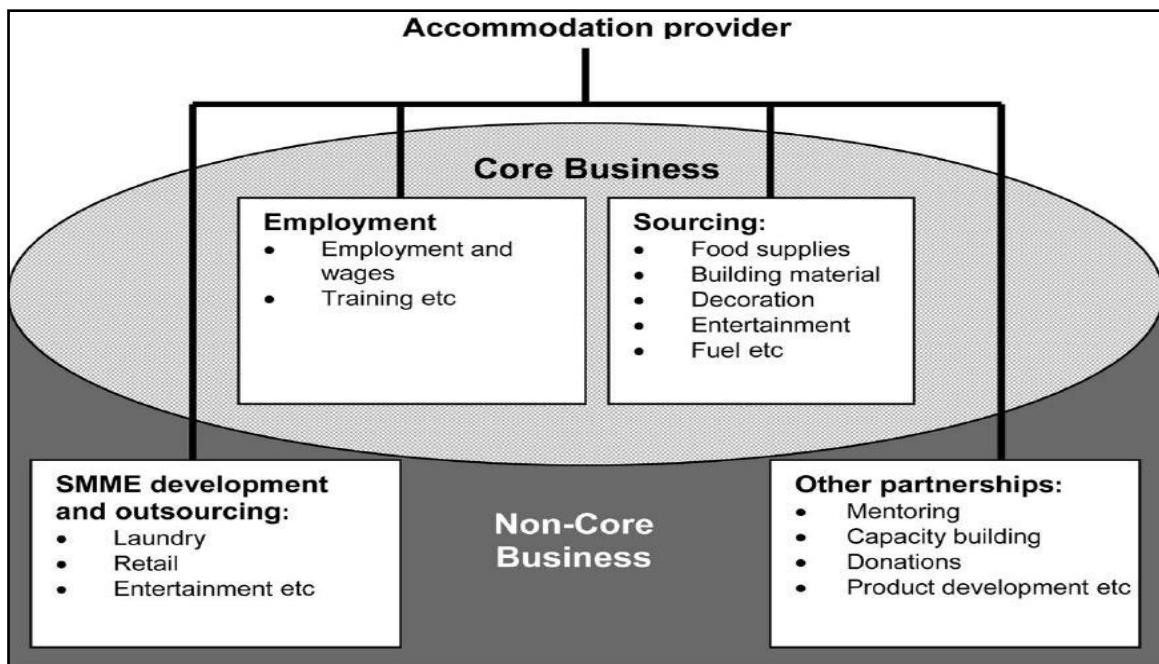 Accommodation provider
Core Business
Employment
• Employment and
wages
• Training etc
Sourcing:
• Food supplies
• Building material
• Decoration
• Entertainment
• Fuel etc
SMME development
and outsourcing:
• Laundry
• Retail
• Entertainment etc
Non-Core
Business
Other partnerships:
• Mentoring
• Capacity building
• Donations
• Product development etc